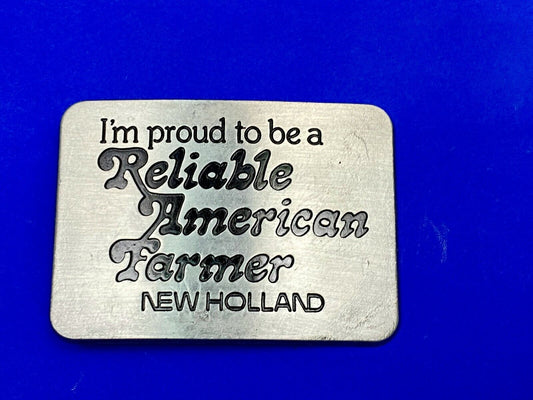 I'm proud to be a
Reliable
American
Farmer
NEW HOLLAND